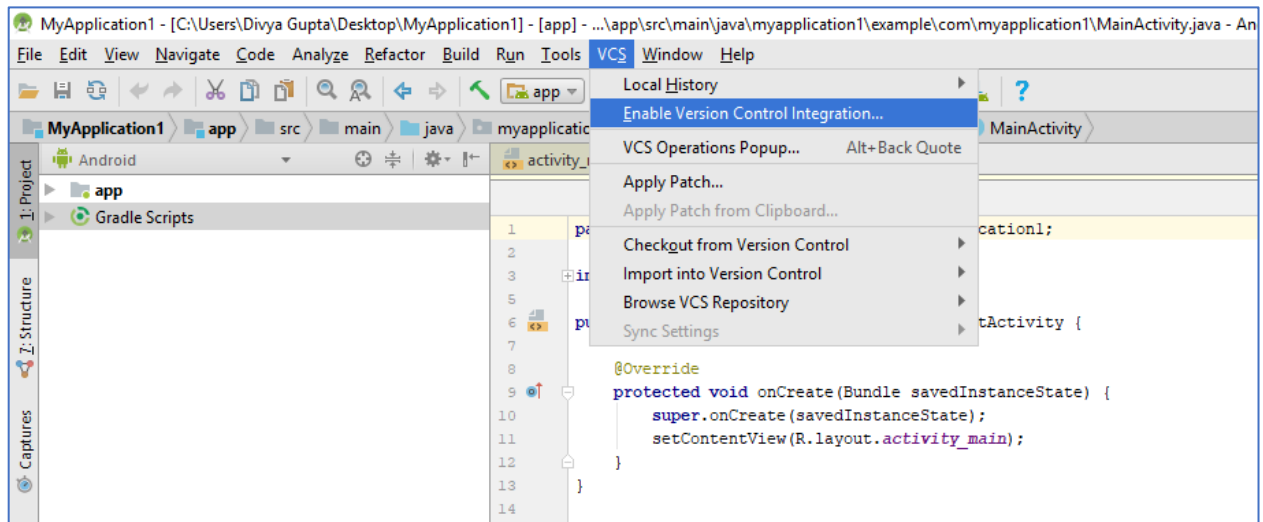 MyApplication1 - [C:\Users\Divya Gupta\Desktop\MyApplication1] - [app] - ...\app\src\main\java\myapplication1\example\com\myapplication1\MainActivity.java - An
File Edit View Navigate Code Analyze Refactor Build Run Tools VCS Window Help
app
MyApplication1 app src main java myapplicatio MainActivity
Android
activity_
1: Project
7: Structure
Captures
app
Gradle Scripts
Local History
Enable Version Control Integration...
VCS Operations Popup... Alt+Back Quote
Apply Patch...
Apply Patch from Clipboard...
Checkout from Version Control
Import into Version Control
Browse VCS Repository
Sync Settings
1 pa cation1;
2
3 im
5
6 pu tActivity {
7
8 @Override
9 protected void onCreate(Bundle savedInstanceState) {
10 super.onCreate(savedInstanceState);
11 setContentView(R.layout.activity_main);
12 }
13 }
14